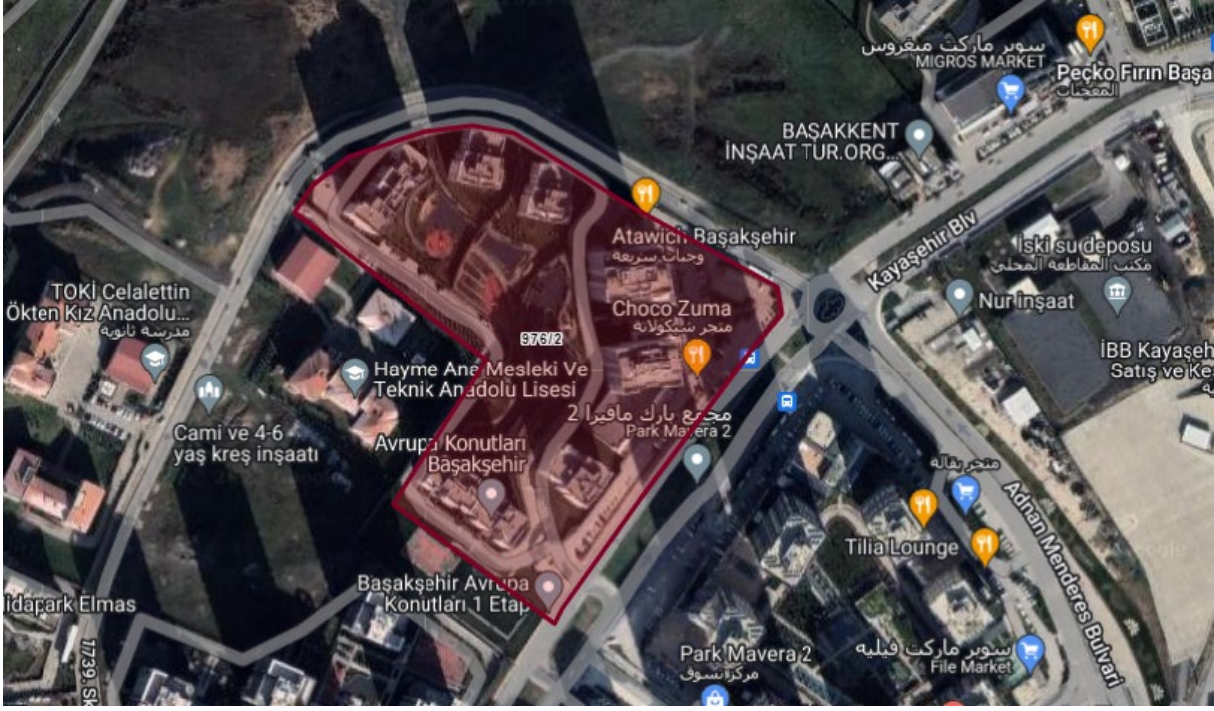 سوبر ماركت ميغروس
MIGROS MARKET
Peçko Fırın Başa
المعجنات
BAŞAKKENT
İNŞAAT TUR.ORG...
Kayaşehir Blv
Atawich Başakşehir
وجبات سريعة
İski su deposu
مكتب المقاطعة المحلي
Nur inşaat
TOKİ Celalettin
Ökten Kız Anadolu...
مدرسة ثانوية
Choco Zuma
متجر شيكولاتة
976/2
İBB Kayaşeh
Satış ve Kes
Hayme Ana Mesleki Ve
Teknik Anadolu Lisesi
مجمع بارك مافيرا 2
Park Mavera 2
Cami ve 4-6
yaş kreş inşaatı
Avrupa Konutları
Başakşehir
متجر بقالة
Adnan Menderes Bulvarı
Tilia Lounge
Başakşehir Avrupa
Konutları 1 Etap
lidapark Elmas
1739. Sk
Park Mavera 2
مركز تسوق
سوبر ماركت فيليه
File Market